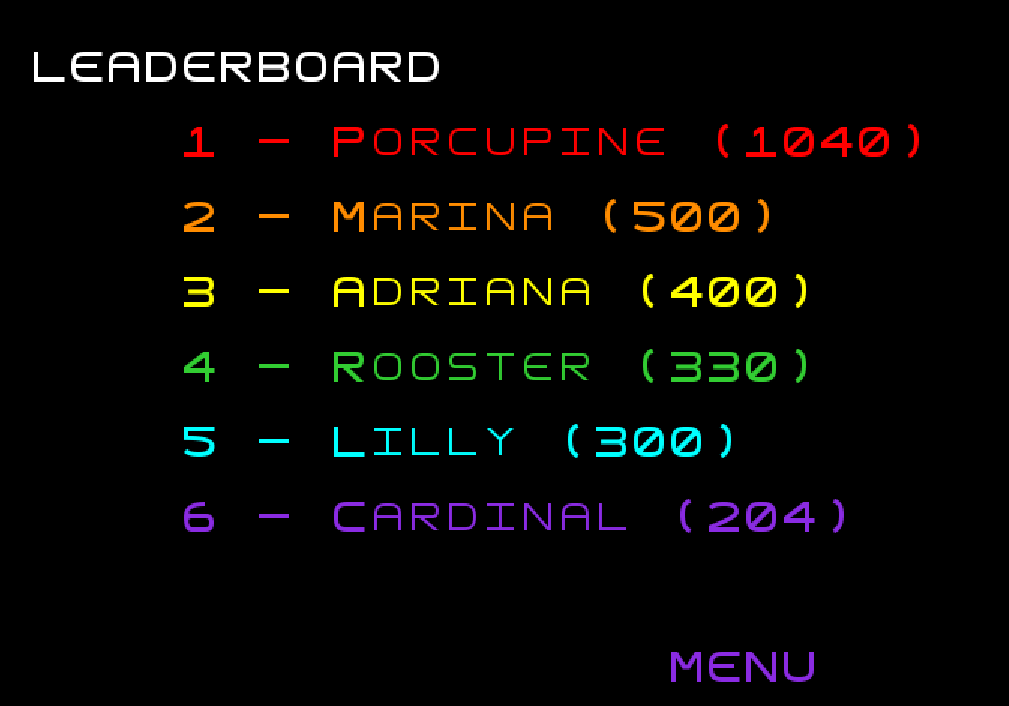 LEADERBOARD
1 - PORCUPINE (1040)
2 - MARINA (500)
3 - ADRIANA (400)
4 - ROOSTER (330)
5 - LILLY (300)
6 - CARDINAL (204)
MENU